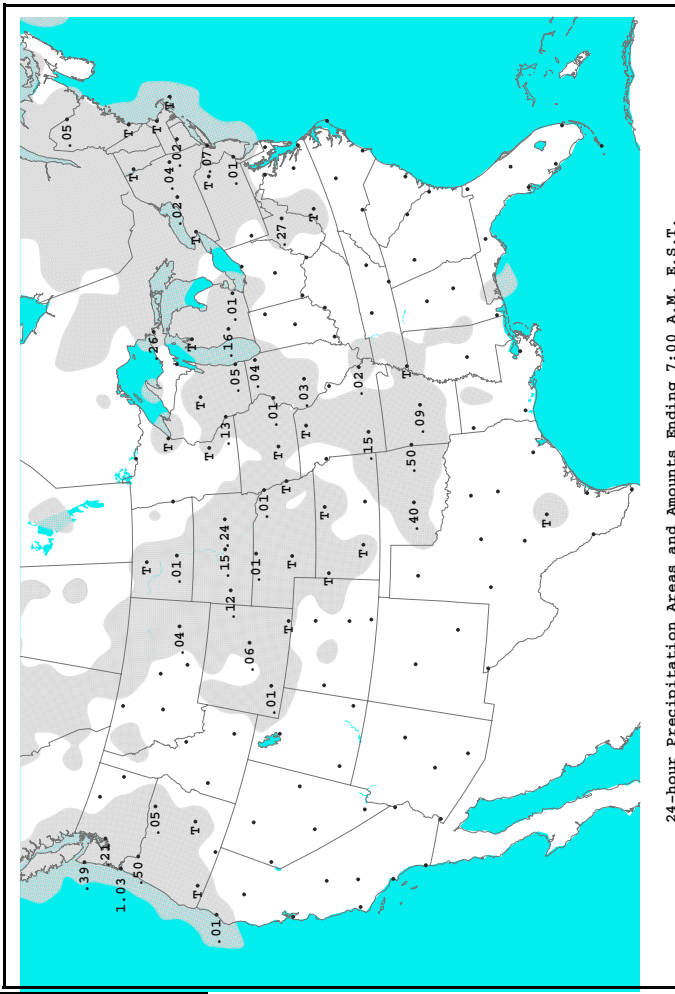 .05
.39
.21
1.03
T
T
.50
T
.26
.05
T
T
.04
T
.01
.02
.02
.04
T
T
T
T
T
.07
T
T
.01
.12
.15
.24
.13
.16
.01
.01
.05
.06
.04
.01
.01
.01
.01
T
.27
T
T
T
.03
T
T
T
T
.02
T
.15
T
.50
.40
.09
T
24-hour Precipitation Areas and Amounts Ending 7:00 A.M. E.S.T.